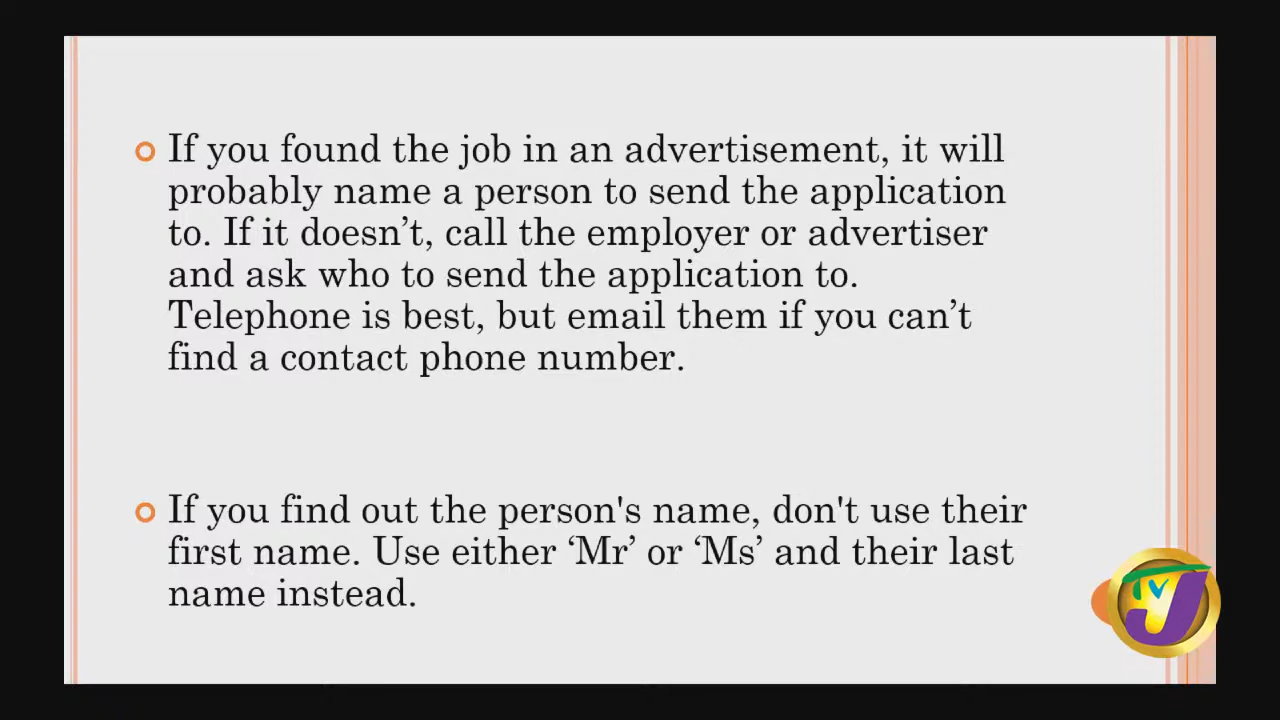 If you found the job in an advertisement, it will
probably name a person to send the application
to. If it doesn’t, call the employer or advertiser
and ask who to send the application to.
Telephone is best, but email them if you can’t
find a contact phone number.
If you find out the person's name, don't use their
first name. Use either ‘Mr’ or ‘Ms’ and their last
name instead.
TVJ